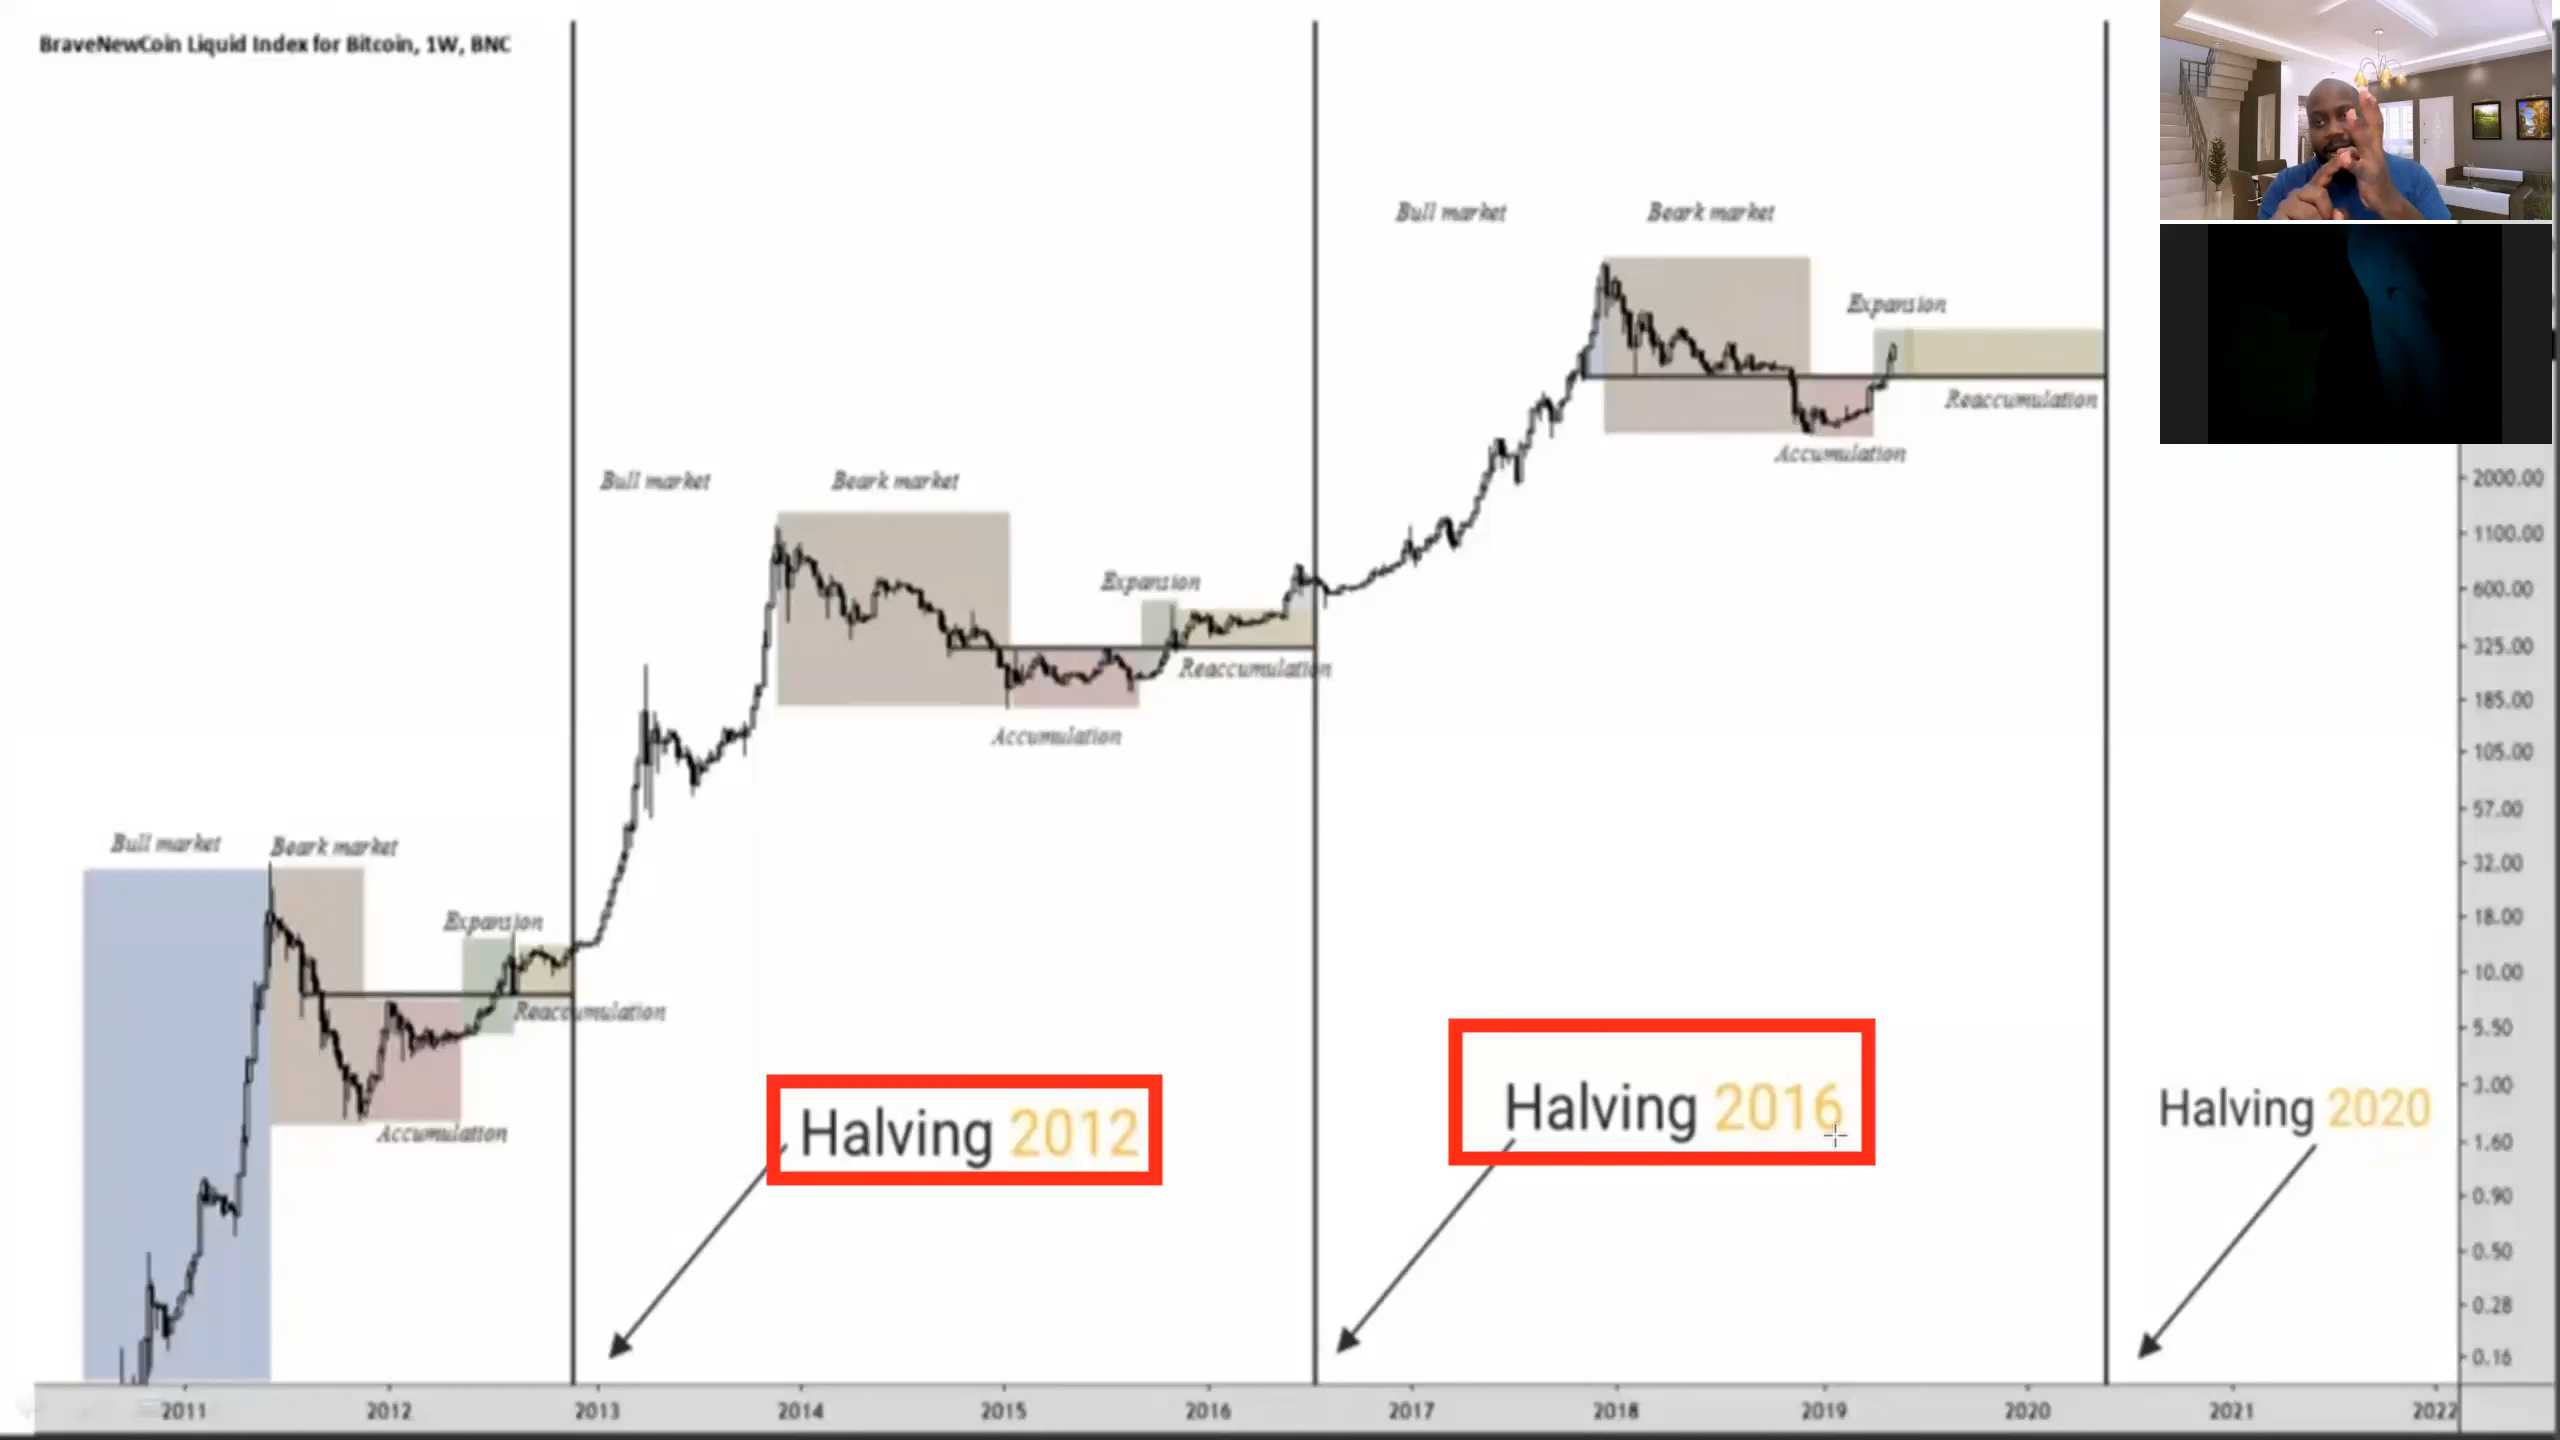 BraveNewCoin Liquid Index for Bitcoin, 1W, BNC
Bull market
Beark market
Expansion
Reaccumulation
Accumulation
Bull market
Beark market
Expansion
Reaccumulation
Accumulation
Bull market
Beark market
Expansion
Reaccumulation
Accumulation
Halving 2012
Halving 2016
Halving 2020
2000.00
1100.00
600.00
325.00
185.00
105.00
57.00
32.00
18.00
10.00
5.50
3.00
1.60
0.90
0.50
0.28
0.16
2011
2012
2013
2014
2015
2016
2017
2018
2019
2020
2021
2022